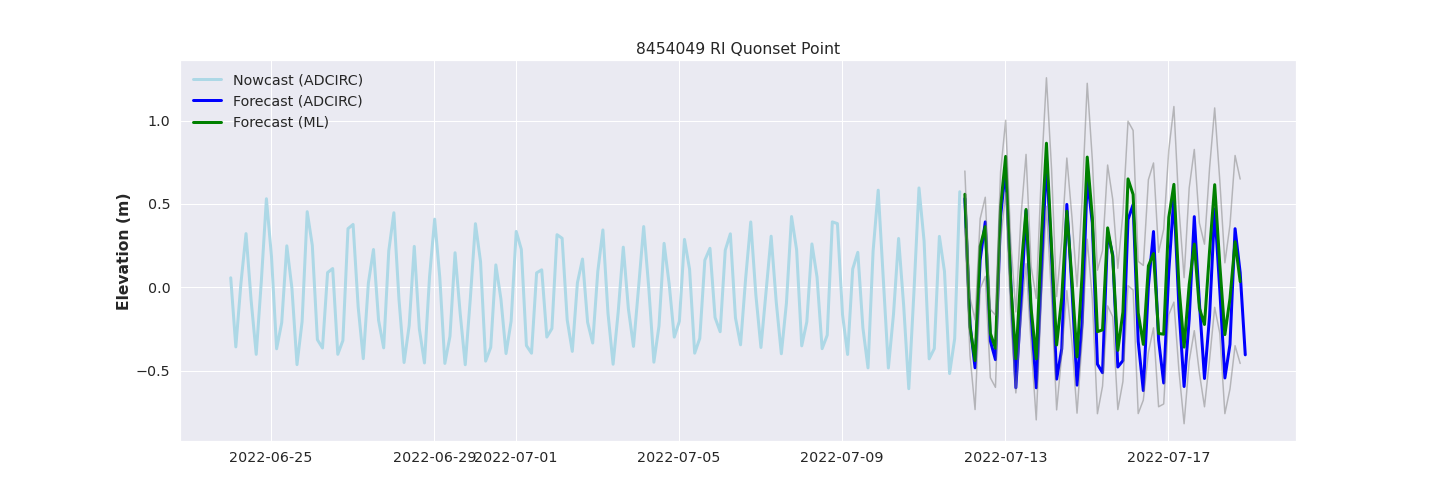 8454049 RI Quonset Point
Nowcast (ADCIRC)
Forecast (ADCIRC)
Forecast (ML)
Elevation (m)
1.0
0.5
0.0
−0.5
2022-06-25 2022-06-29 2022-07-01 2022-07-05 2022-07-09 2022-07-13 2022-07-17